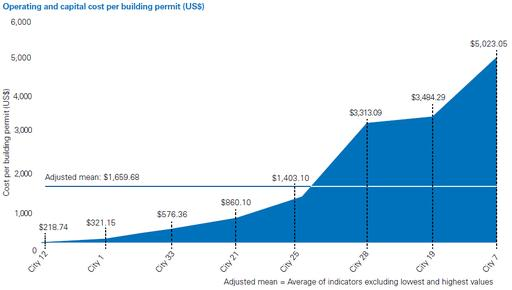 Operating and capital cost per building permit (US$)
6,000
$5,023.05
5,000
Cost per building permit (US$)
4,000
$3,484.29
$3,313.09
3,000
2,000
Adjusted mean: $1,659.68
$1,403.10
1,000
$860.10
$576.36
$321.15
$218.74
0
City 12
City 1
City 33
City 21
City 25
City 28
City 19
City 7
Adjusted mean = Average of indicators excluding lowest and highest values